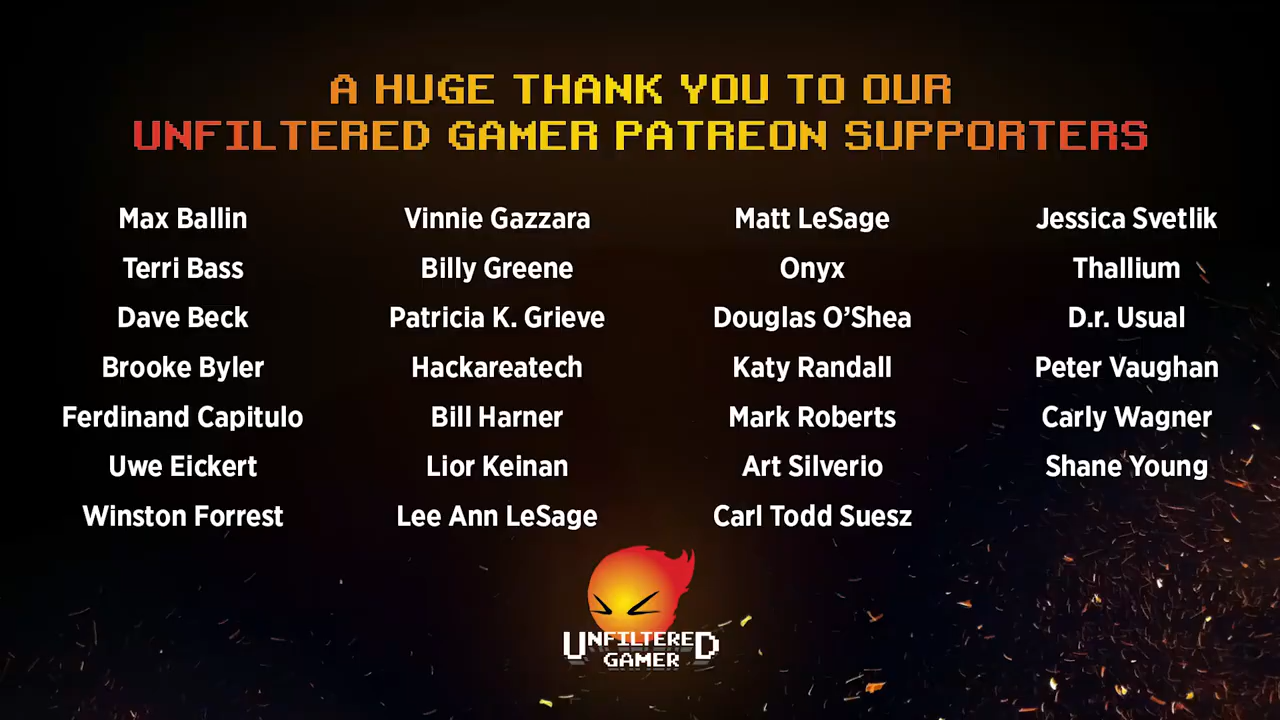 A HUGE THANK YOU TO OUR
UNFILTERED GAMER PATREON SUPPORTERS
Max Ballin
Terri Bass
Dave Beck
Brooke Byler
Ferdinand Capitulo
Uwe Eickert
Winston Forrest
Vinnie Gazzara
Billy Greene
Patricia K. Grieve
Hackareatech
Bill Harner
Lior Keinan
Lee Ann LeSage
Matt LeSage
Onyx
Douglas O’Shea
Katy Randall
Mark Roberts
Art Silverio
Carl Todd Suesz
Jessica Svetlik
Thallium
D.r. Usual
Peter Vaughan
Carly Wagner
Shane Young
UNFILTERED
GAMER